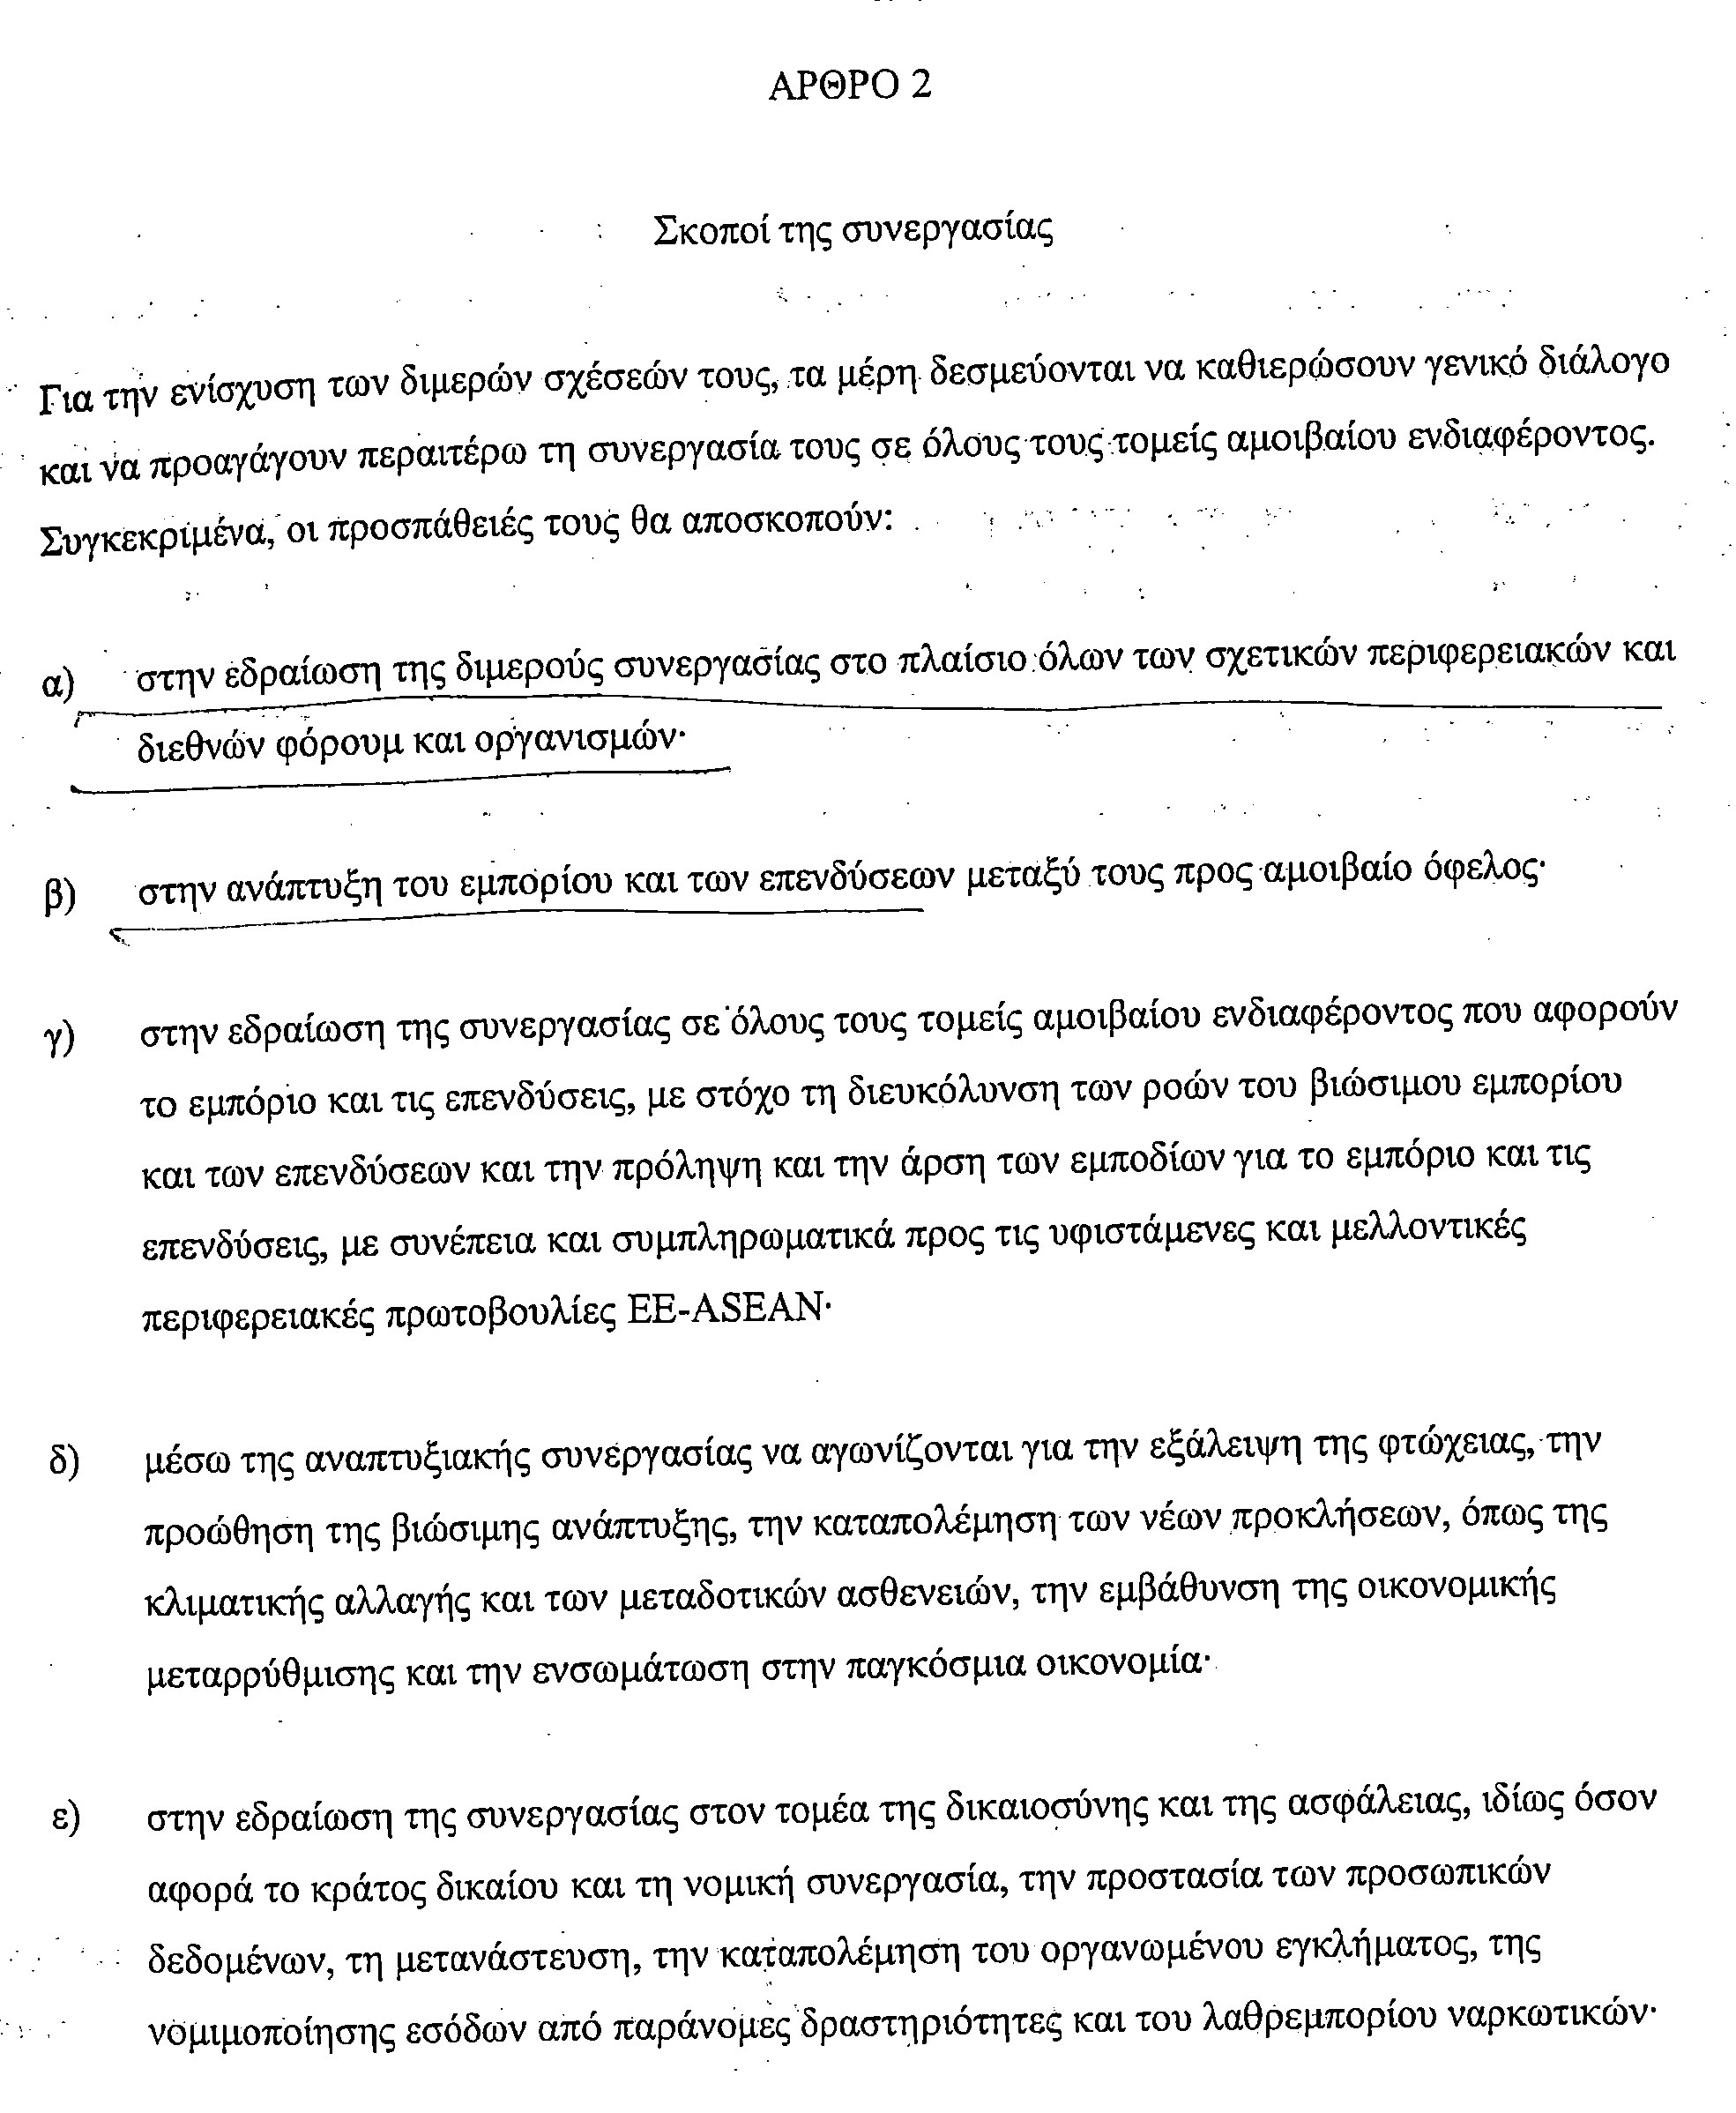 ΑΡΘΡΟ 2
Σκοποί της συνεργασίας
Για την ενίσχυση των διμερών σχέσεών τους, τα μέρη δεσμεύονται να καθιερώσουν γενικό διάλογο
και να προαγάγουν περαιτέρω τη συνεργασία τους σε όλους τους τομείς αμοιβαίου ενδιαφέροντος.
Συγκεκριμένα, οι προσπάθειές τους θα αποσκοπούν:
α) στην εδραίωση της διμερούς συνεργασίας στο πλαίσιο όλων των σχετικών περιφερειακών και
διεθνών φόρουμ και οργανισμών·
β) στην ανάπτυξη του εμπορίου και των επενδύσεων μεταξύ τους προς αμοιβαίο όφελος·
γ) στην εδραίωση της συνεργασίας σε όλους τους τομείς αμοιβαίου ενδιαφέροντος που αφορούν
το εμπόριο και τις επενδύσεις, με στόχο τη διευκόλυνση των ροών του βιώσιμου εμπορίου
και των επενδύσεων και την πρόληψη και την άρση των εμποδίων για το εμπόριο και τις
επενδύσεις, με συνέπεια και συμπληρωματικά προς τις υφιστάμενες και μελλοντικές
περιφερειακές πρωτοβουλίες ΕΕ-ASEAN·
δ) μέσω της αναπτυξιακής συνεργασίας να αγωνίζονται για την εξάλειψη της φτώχειας, την
προώθηση της βιώσιμης ανάπτυξης, την καταπολέμηση των νέων προκλήσεων, όπως της
κλιματικής αλλαγής και των μεταδοτικών ασθενειών, την εμβάθυνση της οικονομικής
μεταρρύθμισης και την ενσωμάτωση στην παγκόσμια οικονομία·
ε) στην εδραίωση της συνεργασίας στον τομέα της δικαιοσύνης και της ασφάλειας, ιδίως όσον
αφορά το κράτος δικαίου και τη νομική συνεργασία, την προστασία των προσωπικών
δεδομένων, τη μετανάστευση, την καταπολέμηση του οργανωμένου εγκλήματος, της
νομιμοποίησης εσόδων από παράνομες δραστηριότητες και του λαθρεμπορίου ναρκωτικών·